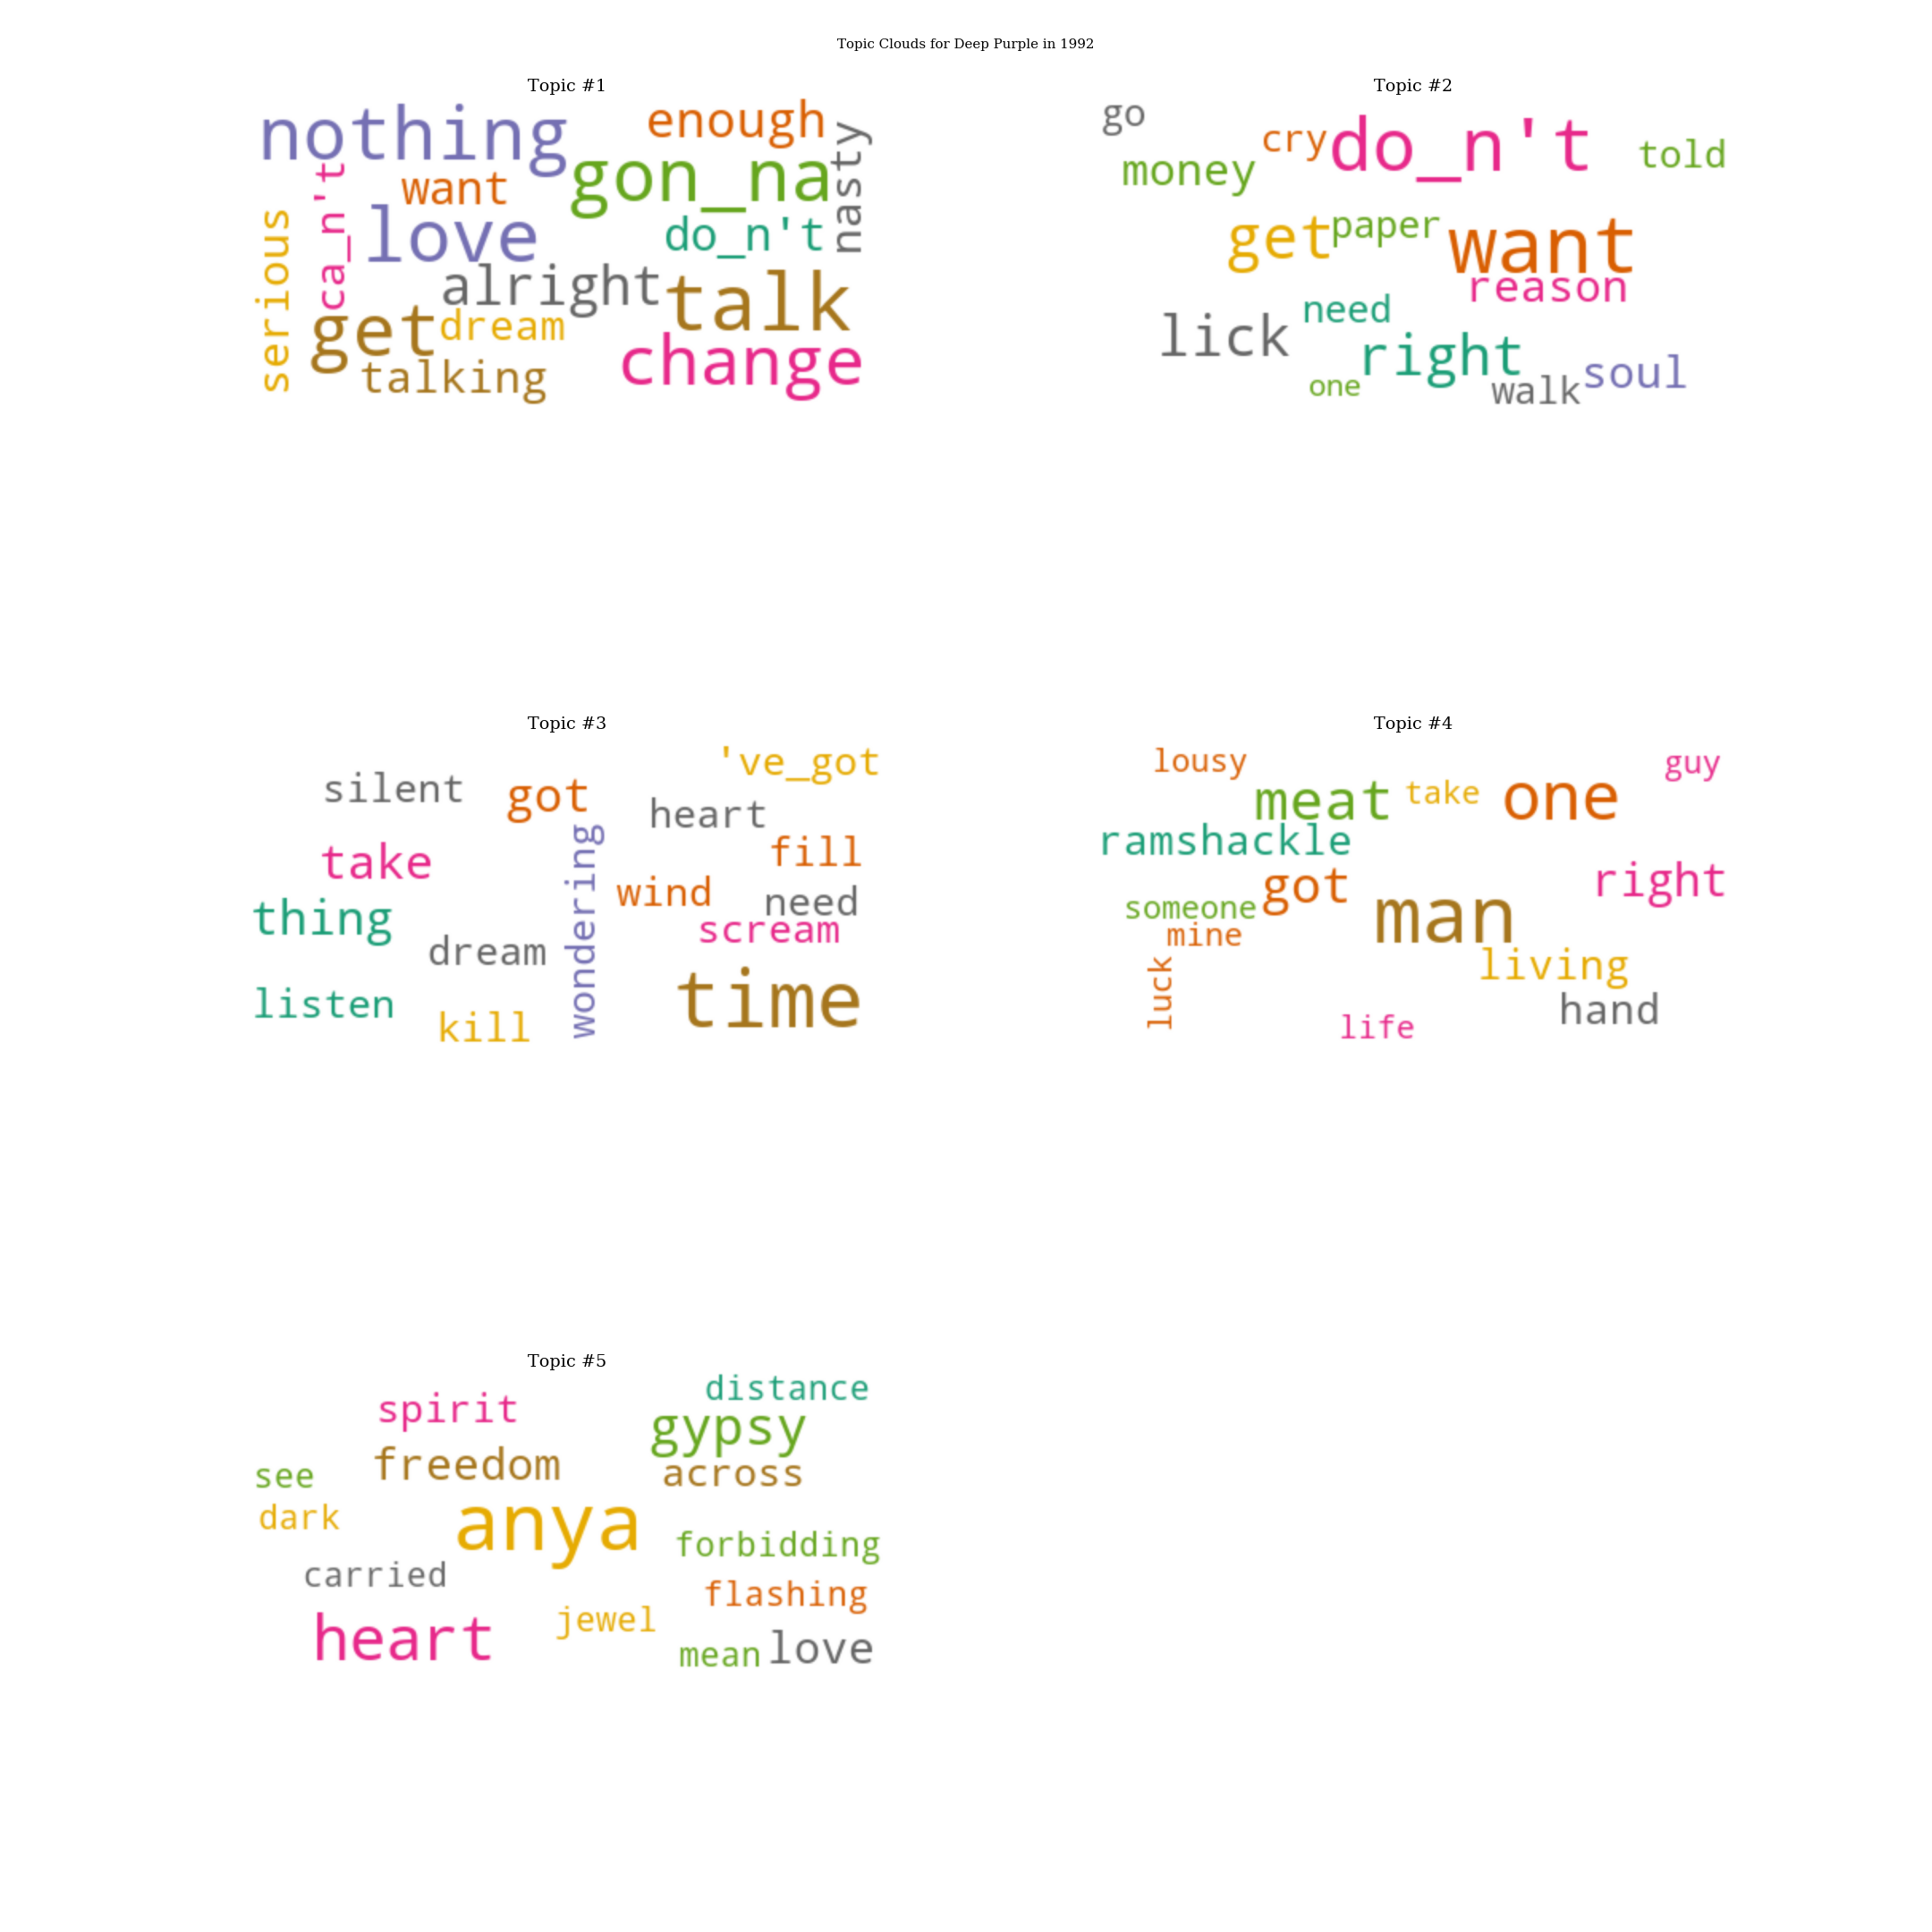 Topic Clouds for Deep Purple in 1992
Topic #1
nothing
enough
nasty
gon_na
want
ca_n't
love
do_n't
serious
alright
talk
get
dream
change
talking
Topic #2
go
cry
do_n't
told
money
get
paper
want
reason
need
lick
right
soul
one
walk
Topic #3
've_got
silent
got
heart
wondering
fill
take
wind
need
thing
scream
dream
listen
time
kill
Topic #4
lousy
guy
meat
take
one
ramshackle
right
got
someone
man
mine
living
luck
hand
life
Topic #5
distance
spirit
gypsy
freedom
across
see
dark
anya
forbidding
carried
flashing
jewel
heart
mean
love